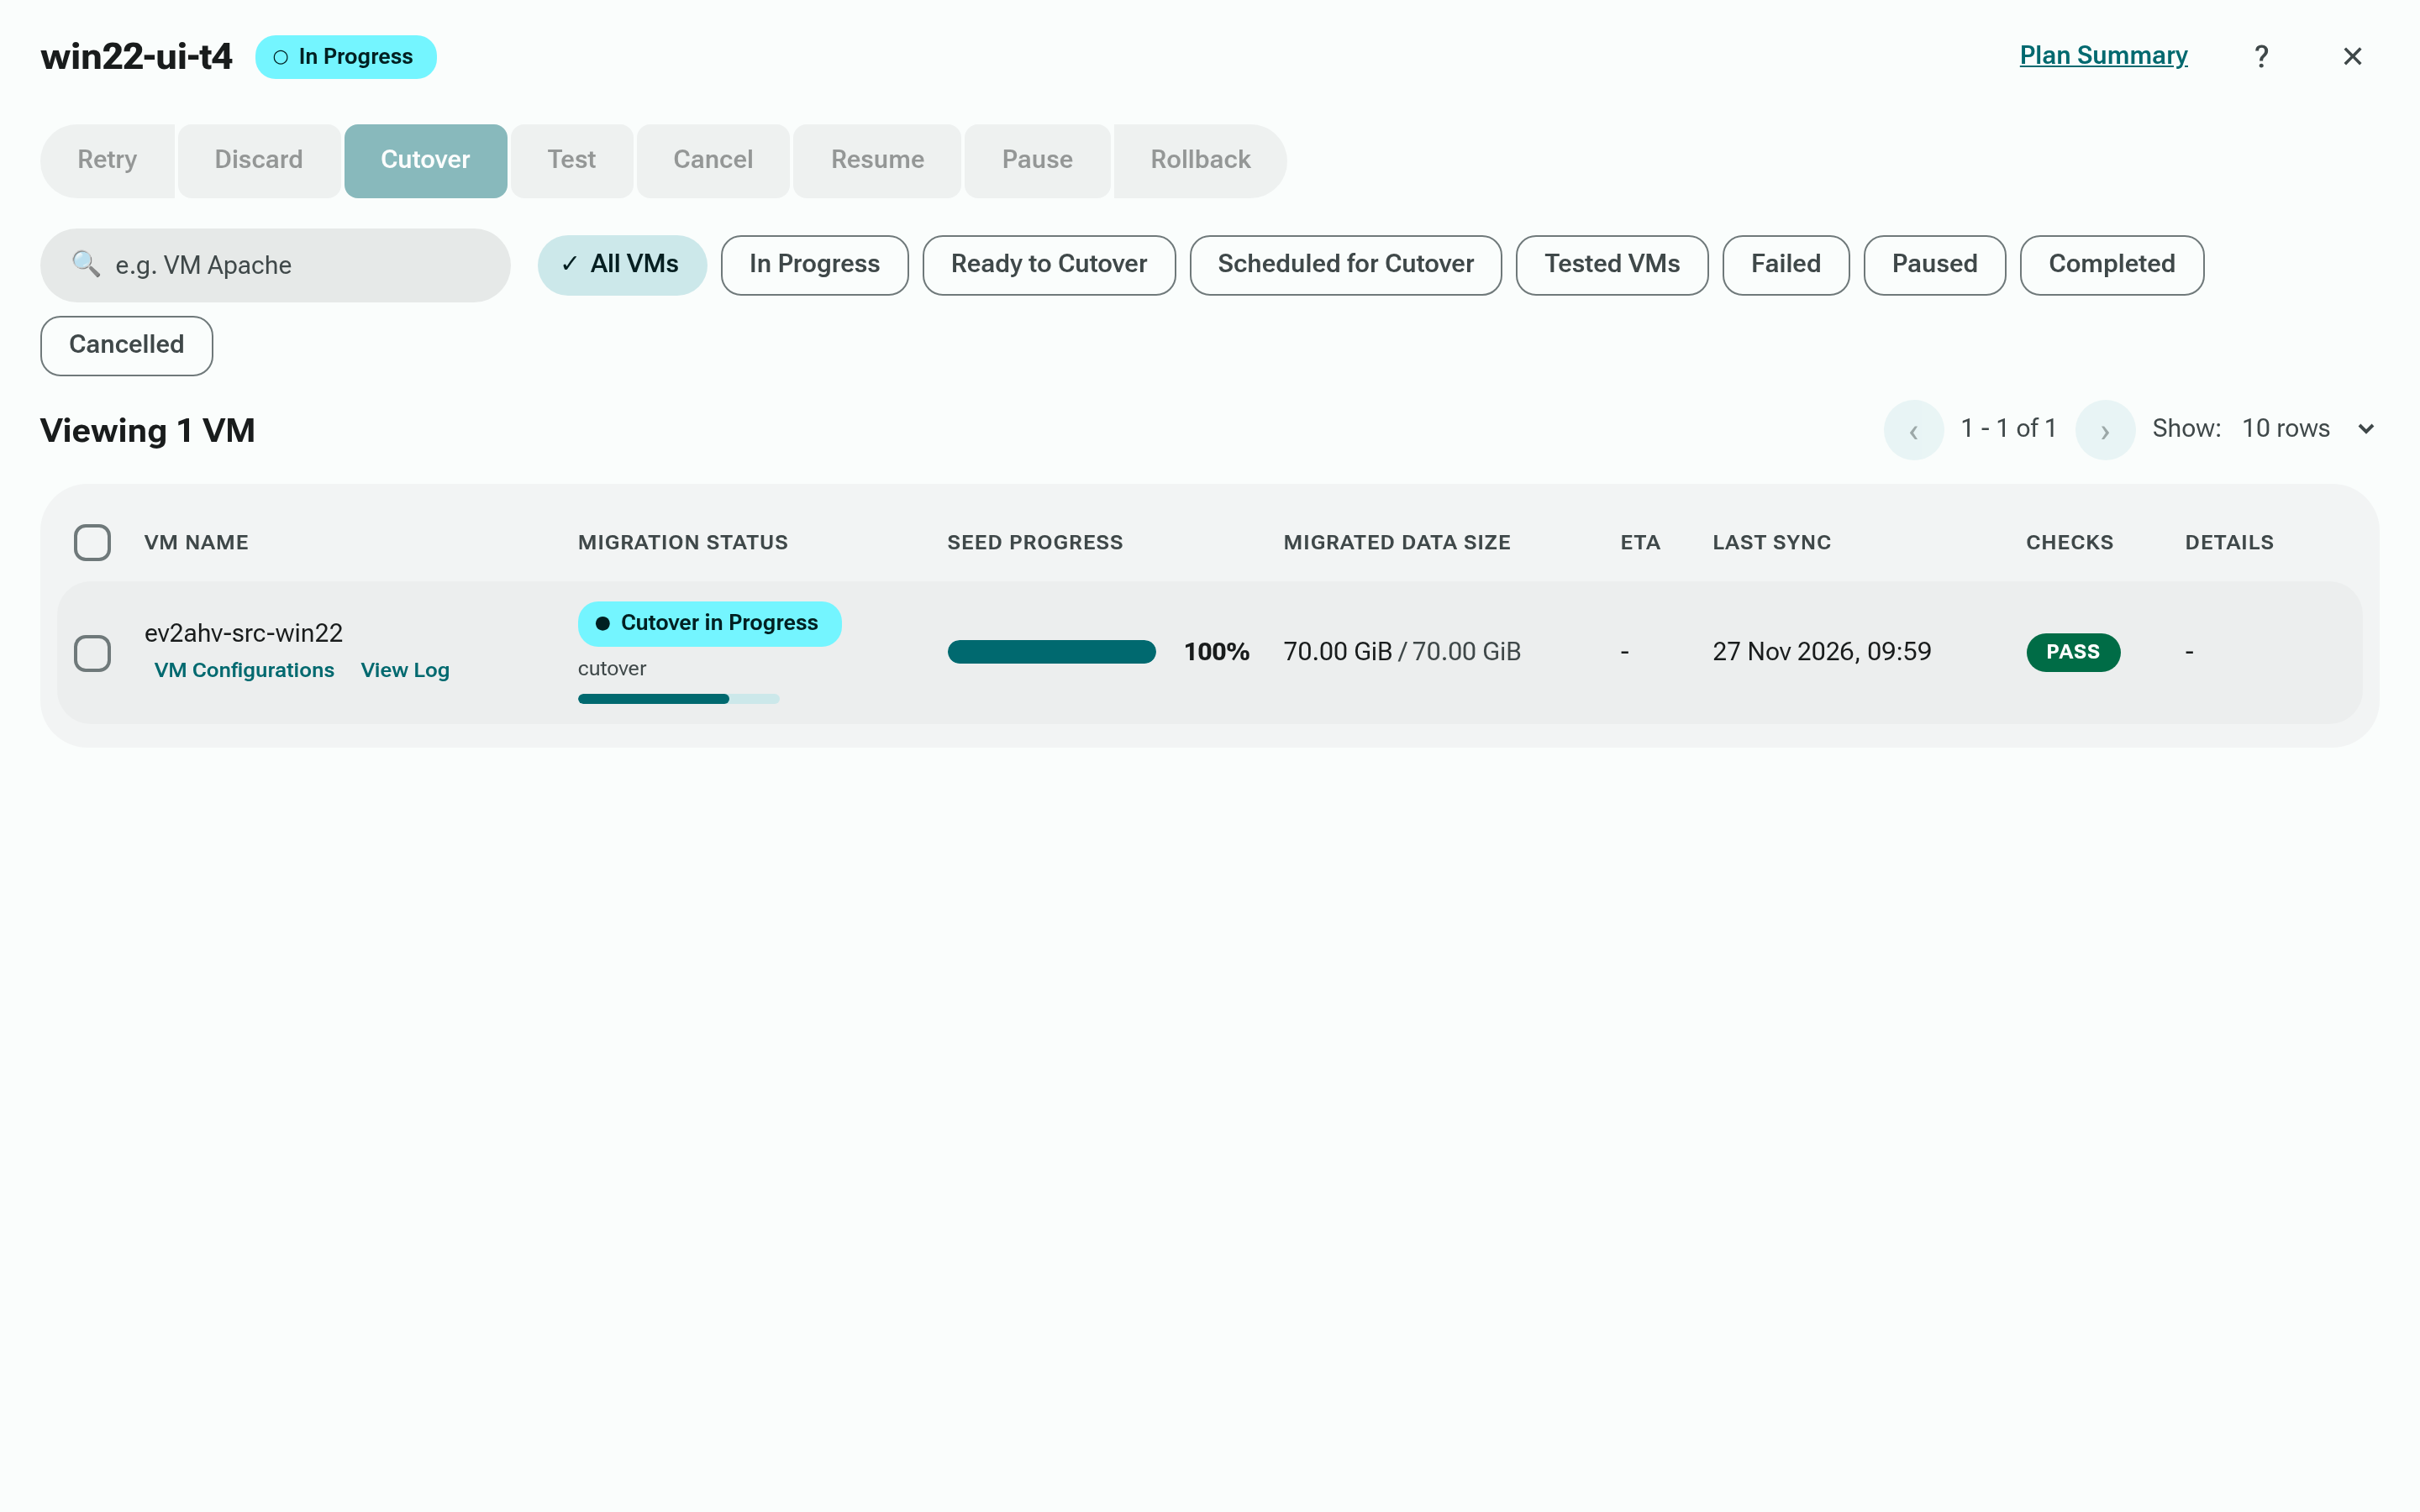 win22-ui-t4 In Progress Plan Summary ? ✕
Retry Discard Cutover Test Cancel Resume Pause Rollback
e.g. VM Apache ✓ All VMs In Progress Ready to Cutover Scheduled for Cutover Tested VMs Failed Paused Completed
Cancelled
Viewing 1 VM ‹ 1 - 1 of 1 › Show: 10 rows
VM NAME MIGRATION STATUS SEED PROGRESS MIGRATED DATA SIZE ETA LAST SYNC CHECKS DETAILS
ev2ahv-src-win22 Cutover in Progress 100% 70.00 GiB / 70.00 GiB - 27 Nov 2026, 09:59 PASS -
VM Configurations View Log cutover